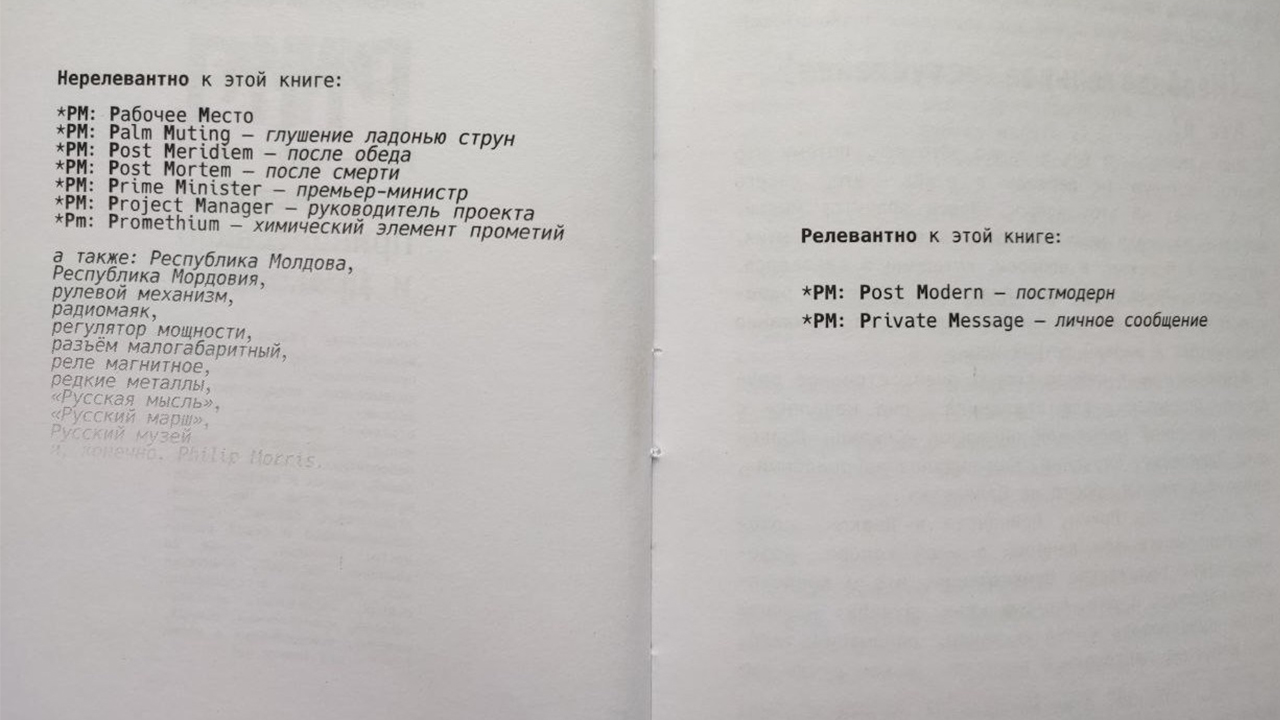 Нерелевантно к этой книге:
*РМ: Рабочее Место
*PM: Palm Muting — глушение ладонью струн
*PM: Post Meridiem — после обеда
*PM: Post Mortem — после смерти
*PM: Prime Minister — премьер-министр
*PM: Project Manager — руководитель проекта
*Pm: Promethium — химический элемент прометий
а также: Республика Молдова,
Республика Мордовия,
рулевой механизм,
радиомаяк,
регулятор мощности,
разъём малогабаритный,
реле магнитное,
редкие металлы,
«Русская мысль»,
«Русский марш»,
Русский музей
и, конечно. Philip Morris.
Релевантно к этой книге:
*PM: Post Modern — постмодерн
*PM: Private Message — личное сообщение